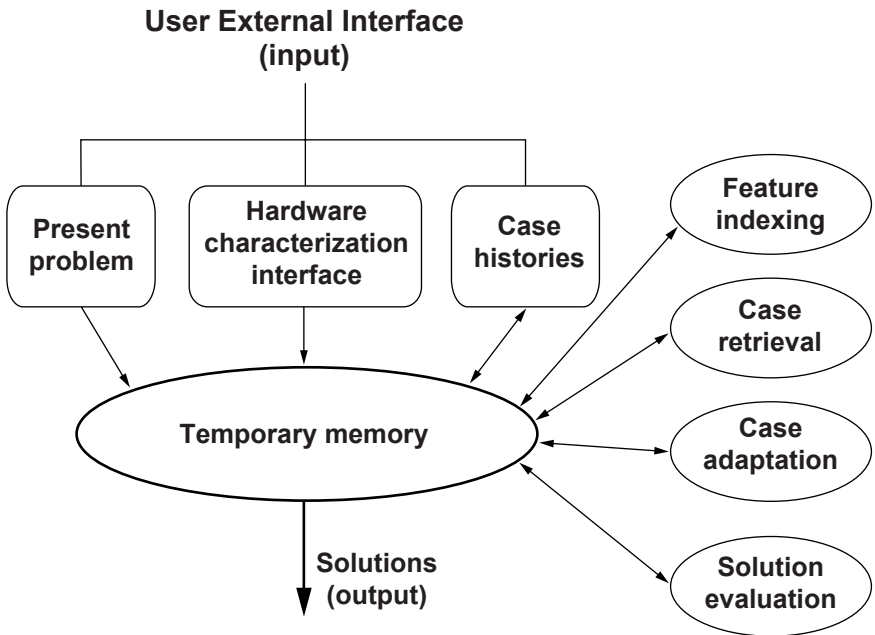 User External Interface
(input)
Present
problem
Hardware
characterization
interface
Case
histories
Feature
indexing
Case
retrieval
Temporary memory
Case
adaptation
Solutions
(output)
Solution
evaluation